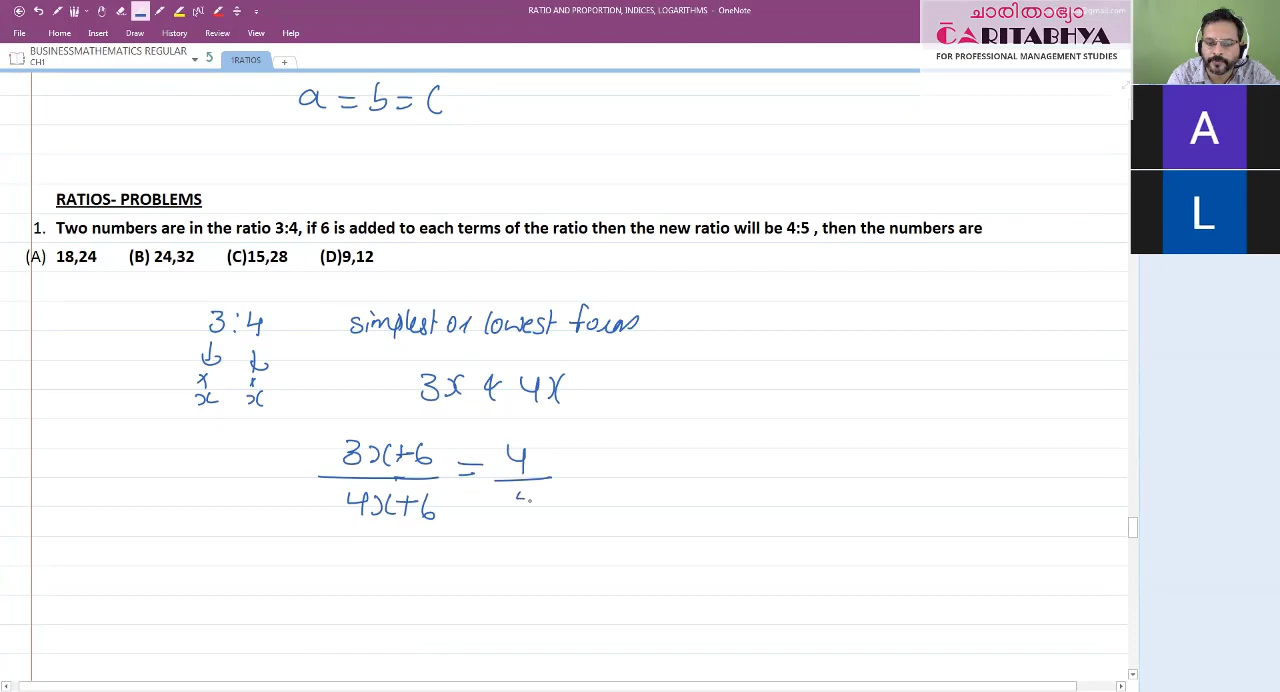 RATIO AND PROPORTION, INDICES, LOGARITHMS - OneNote
ചാരിതാഭ്യാ
gmail.com
C̄ARITABHYA
FOR PROFESSIONAL MANAGEMENT STUDIES
File Home Insert Draw History Review View Help
BUSINESSMATHEMATICS REGULAR
CH1
5
1RATIOS
a = b = c
RATIOS- PROBLEMS
1. Two numbers are in the ratio 3:4, if 6 is added to each terms of the ratio then the new ratio will be 4:5 , then the numbers are
(A) 18,24 (B) 24,32 (C)15,28 (D)9,12
3:4 simplest or lowest form
x x
x x
3x & 4x
3x+6 = 4
4x+6
A
L